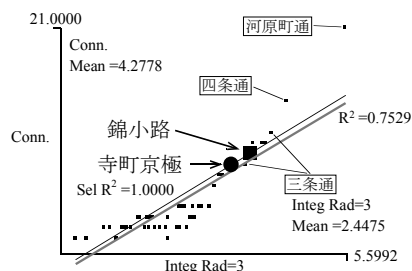 21.0000
河原町通
Conn.
Mean =4.2778
四条通
R² =0.7529
Conn.
錦小路
寺町京極
Sel R² =1.0000
三条通
Integ Rad=3
Mean =2.4475
5.5992
Integ Rad=3